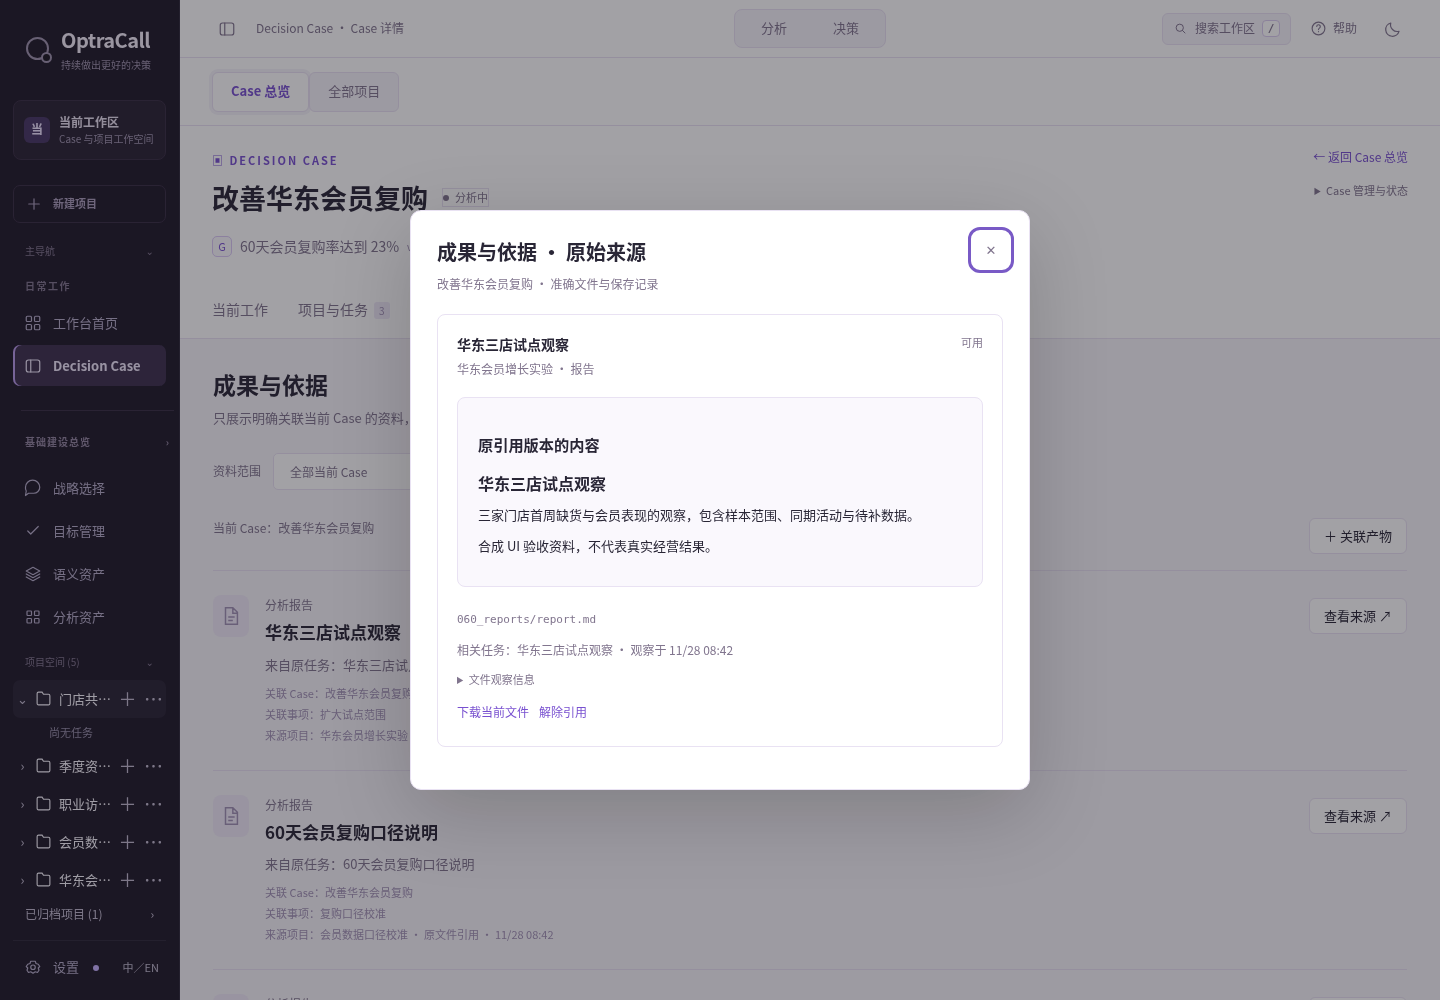 OptraCall
持续做出更好的决策
当
当前工作区
Case 与项目工作空间
新建项目
主导航
日常工作
工作台首页
Decision Case
基础建设总览
战略选择
目标管理
语义资产
分析资产
项目空间 (5)
门店共…
尚无任务
季度资…
职业访…
会员数…
华东会…
已归档项目 (1)
设置
中／EN
Decision Case · Case 详情
分析
决策
搜索工作区 /
帮助
Case 总览
全部项目
DECISION CASE
改善华东会员复购
分析中
← 返回 Case 总览
Case 管理与状态
G
60天会员复购率达到 23%
当前工作
项目与任务 3
成果与依据
只展示明确关联当前 Case 的资料，
资料范围
全部当前 Case
当前 Case：改善华东会员复购
＋ 关联产物
分析报告
华东三店试点观察
来自原任务：华东三店试
关联 Case：改善华东会员复购
关联事项：扩大试点范围
来源项目：华东会员增长实验
查看来源 ↗
分析报告
60天会员复购口径说明
来自原任务：60天会员复购口径说明
关联 Case：改善华东会员复购
关联事项：复购口径校准
来源项目：会员数据口径校准 · 原文件引用 · 11/28 08:42
查看来源 ↗
成果与依据 · 原始来源
×
改善华东会员复购 · 准确文件与保存记录
华东三店试点观察
可用
华东会员增长实验 · 报告
原引用版本的内容
华东三店试点观察
三家门店首周缺货与会员表现的观察，包含样本范围、同期活动与待补数据。
合成 UI 验收资料，不代表真实经营结果。
060_reports/report.md
相关任务：华东三店试点观察 · 观察于 11/28 08:42
文件观察信息
下载当前文件
解除引用